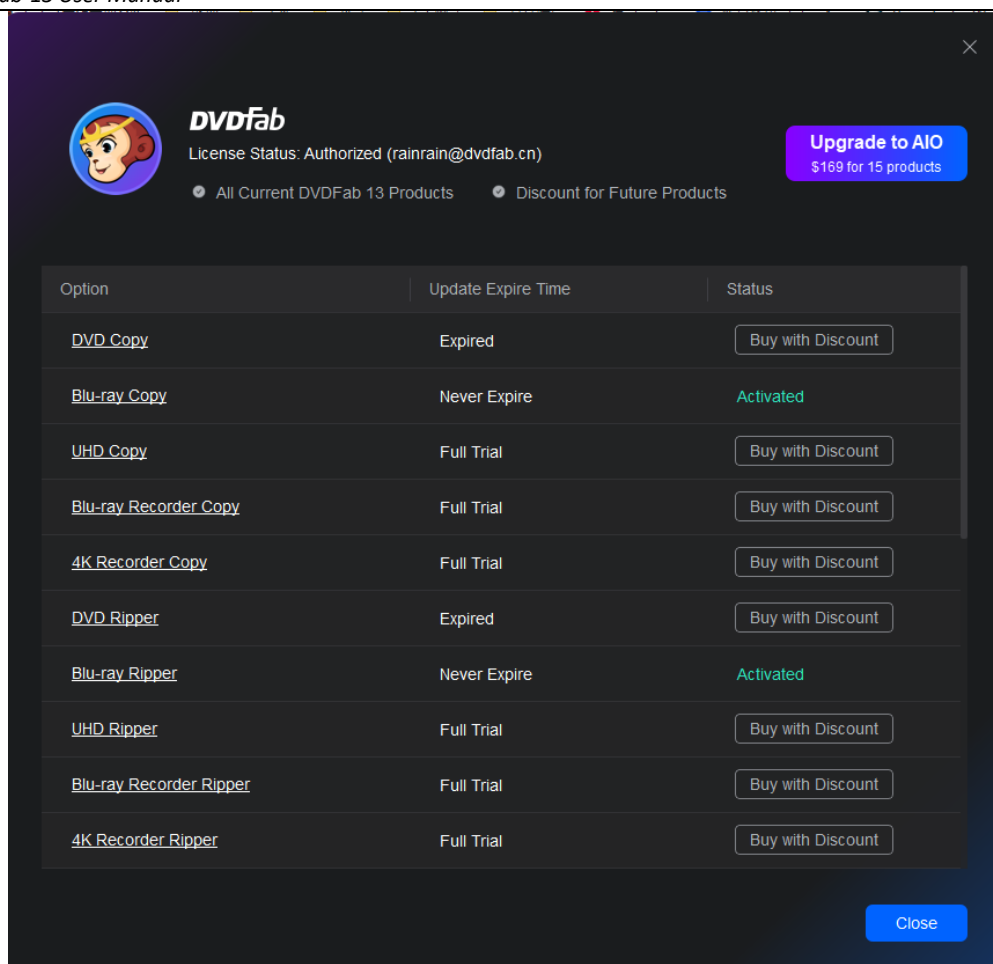 13 User Manual
DVDFab
License Status: Authorized (rainrain@dvdfab.cn)
All Current DVDFab 13 Products Discount for Future Products
Upgrade to AIO
$169 for 15 products
Option Update Expire Time Status
DVD Copy Expired Buy with Discount
Blu-ray Copy Never Expire Activated
UHD Copy Full Trial Buy with Discount
Blu-ray Recorder Copy Full Trial Buy with Discount
4K Recorder Copy Full Trial Buy with Discount
DVD Ripper Expired Buy with Discount
Blu-ray Ripper Never Expire Activated
UHD Ripper Full Trial Buy with Discount
Blu-ray Recorder Ripper Full Trial Buy with Discount
4K Recorder Ripper Full Trial Buy with Discount
Close